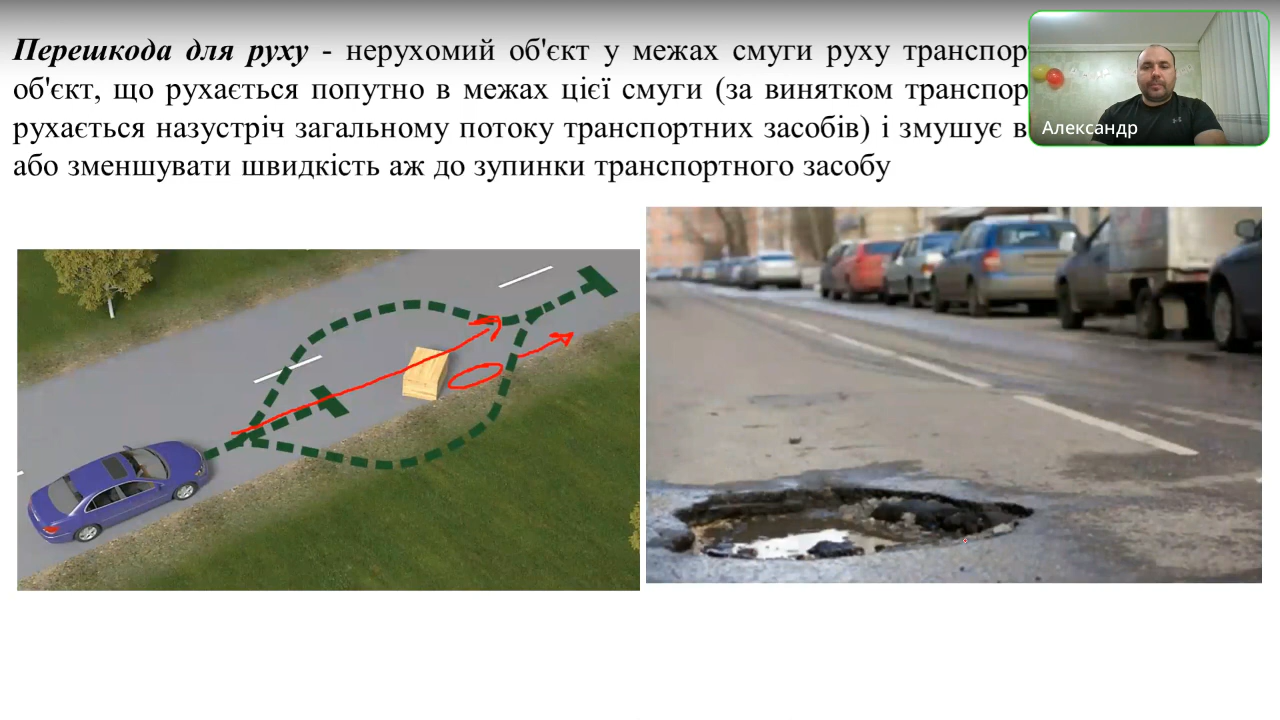 Перешкода для руху - нерухомий об'єкт у межах смуги руху транспор
об'єкт, що рухається попутно в межах цієї смуги (за винятком транспор
рухається назустріч загальному потоку транспортних засобів) і змушує в
або зменшувати швидкість аж до зупинки транспортного засобу
Александр